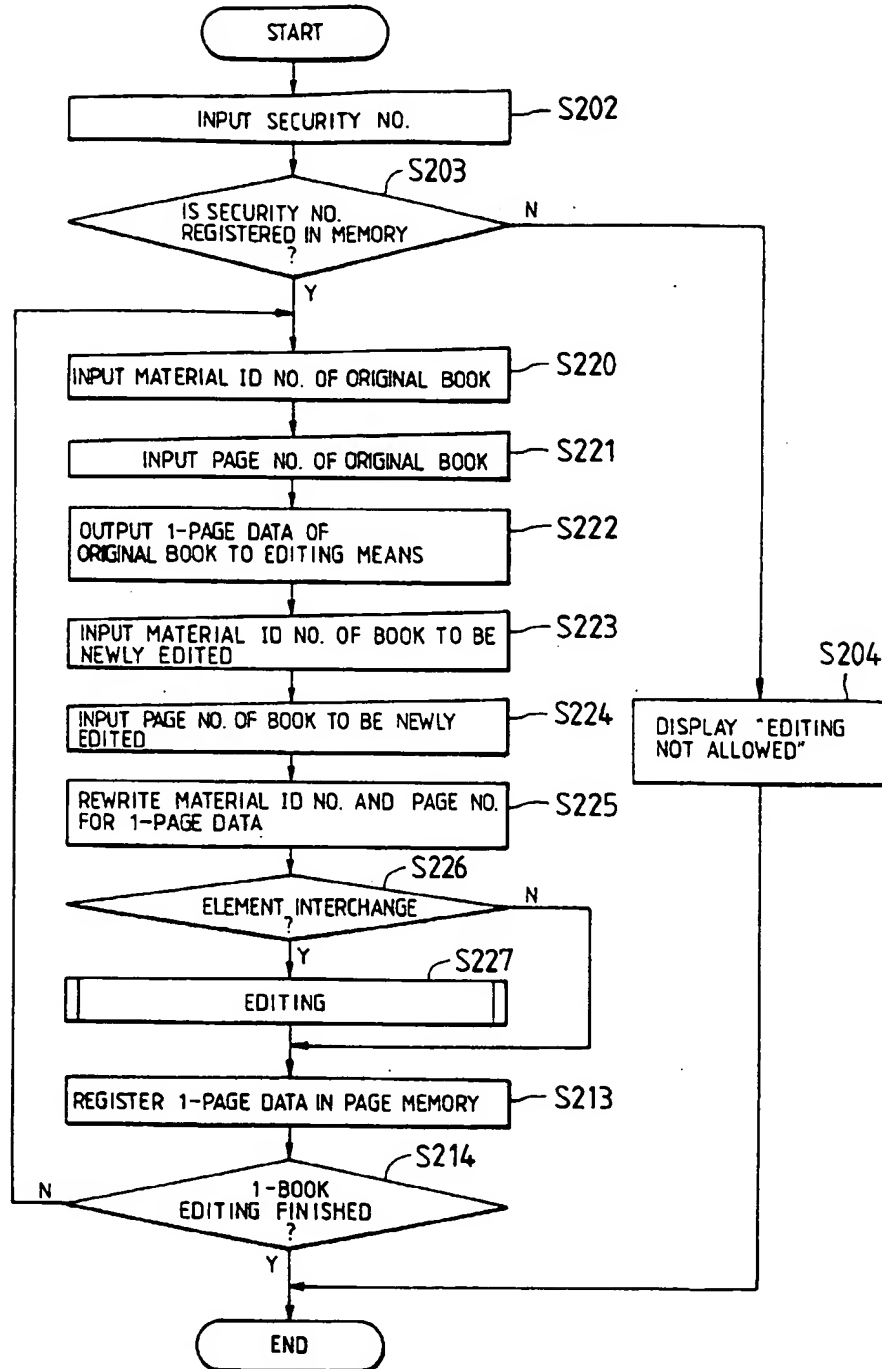 START
INPUT SECURITY NO.
S202
S203
IS SECURITY NO.
REGISTERED IN MEMORY
?
N
Y
INPUT MATERIAL ID NO. OF ORIGINAL BOOK
S220
INPUT PAGE NO. OF ORIGINAL BOOK
S221
OUTPUT 1-PAGE DATA OF
ORIGINAL BOOK TO EDITING MEANS
S222
INPUT MATERIAL ID NO. OF BOOK TO BE
NEWLY EDITED
S223
S204
INPUT PAGE NO. OF BOOK TO BE NEWLY
EDITED
S224
DISPLAY "EDITING
NOT ALLOWED"
REWRITE MATERIAL ID NO. AND PAGE NO.
FOR 1-PAGE DATA
S225
S226
ELEMENT INTERCHANGE
?
N
Y
S227
EDITING
REGISTER 1-PAGE DATA IN PAGE MEMORY
S213
S214
N
1-BOOK
EDITING FINISHED
?
Y
END